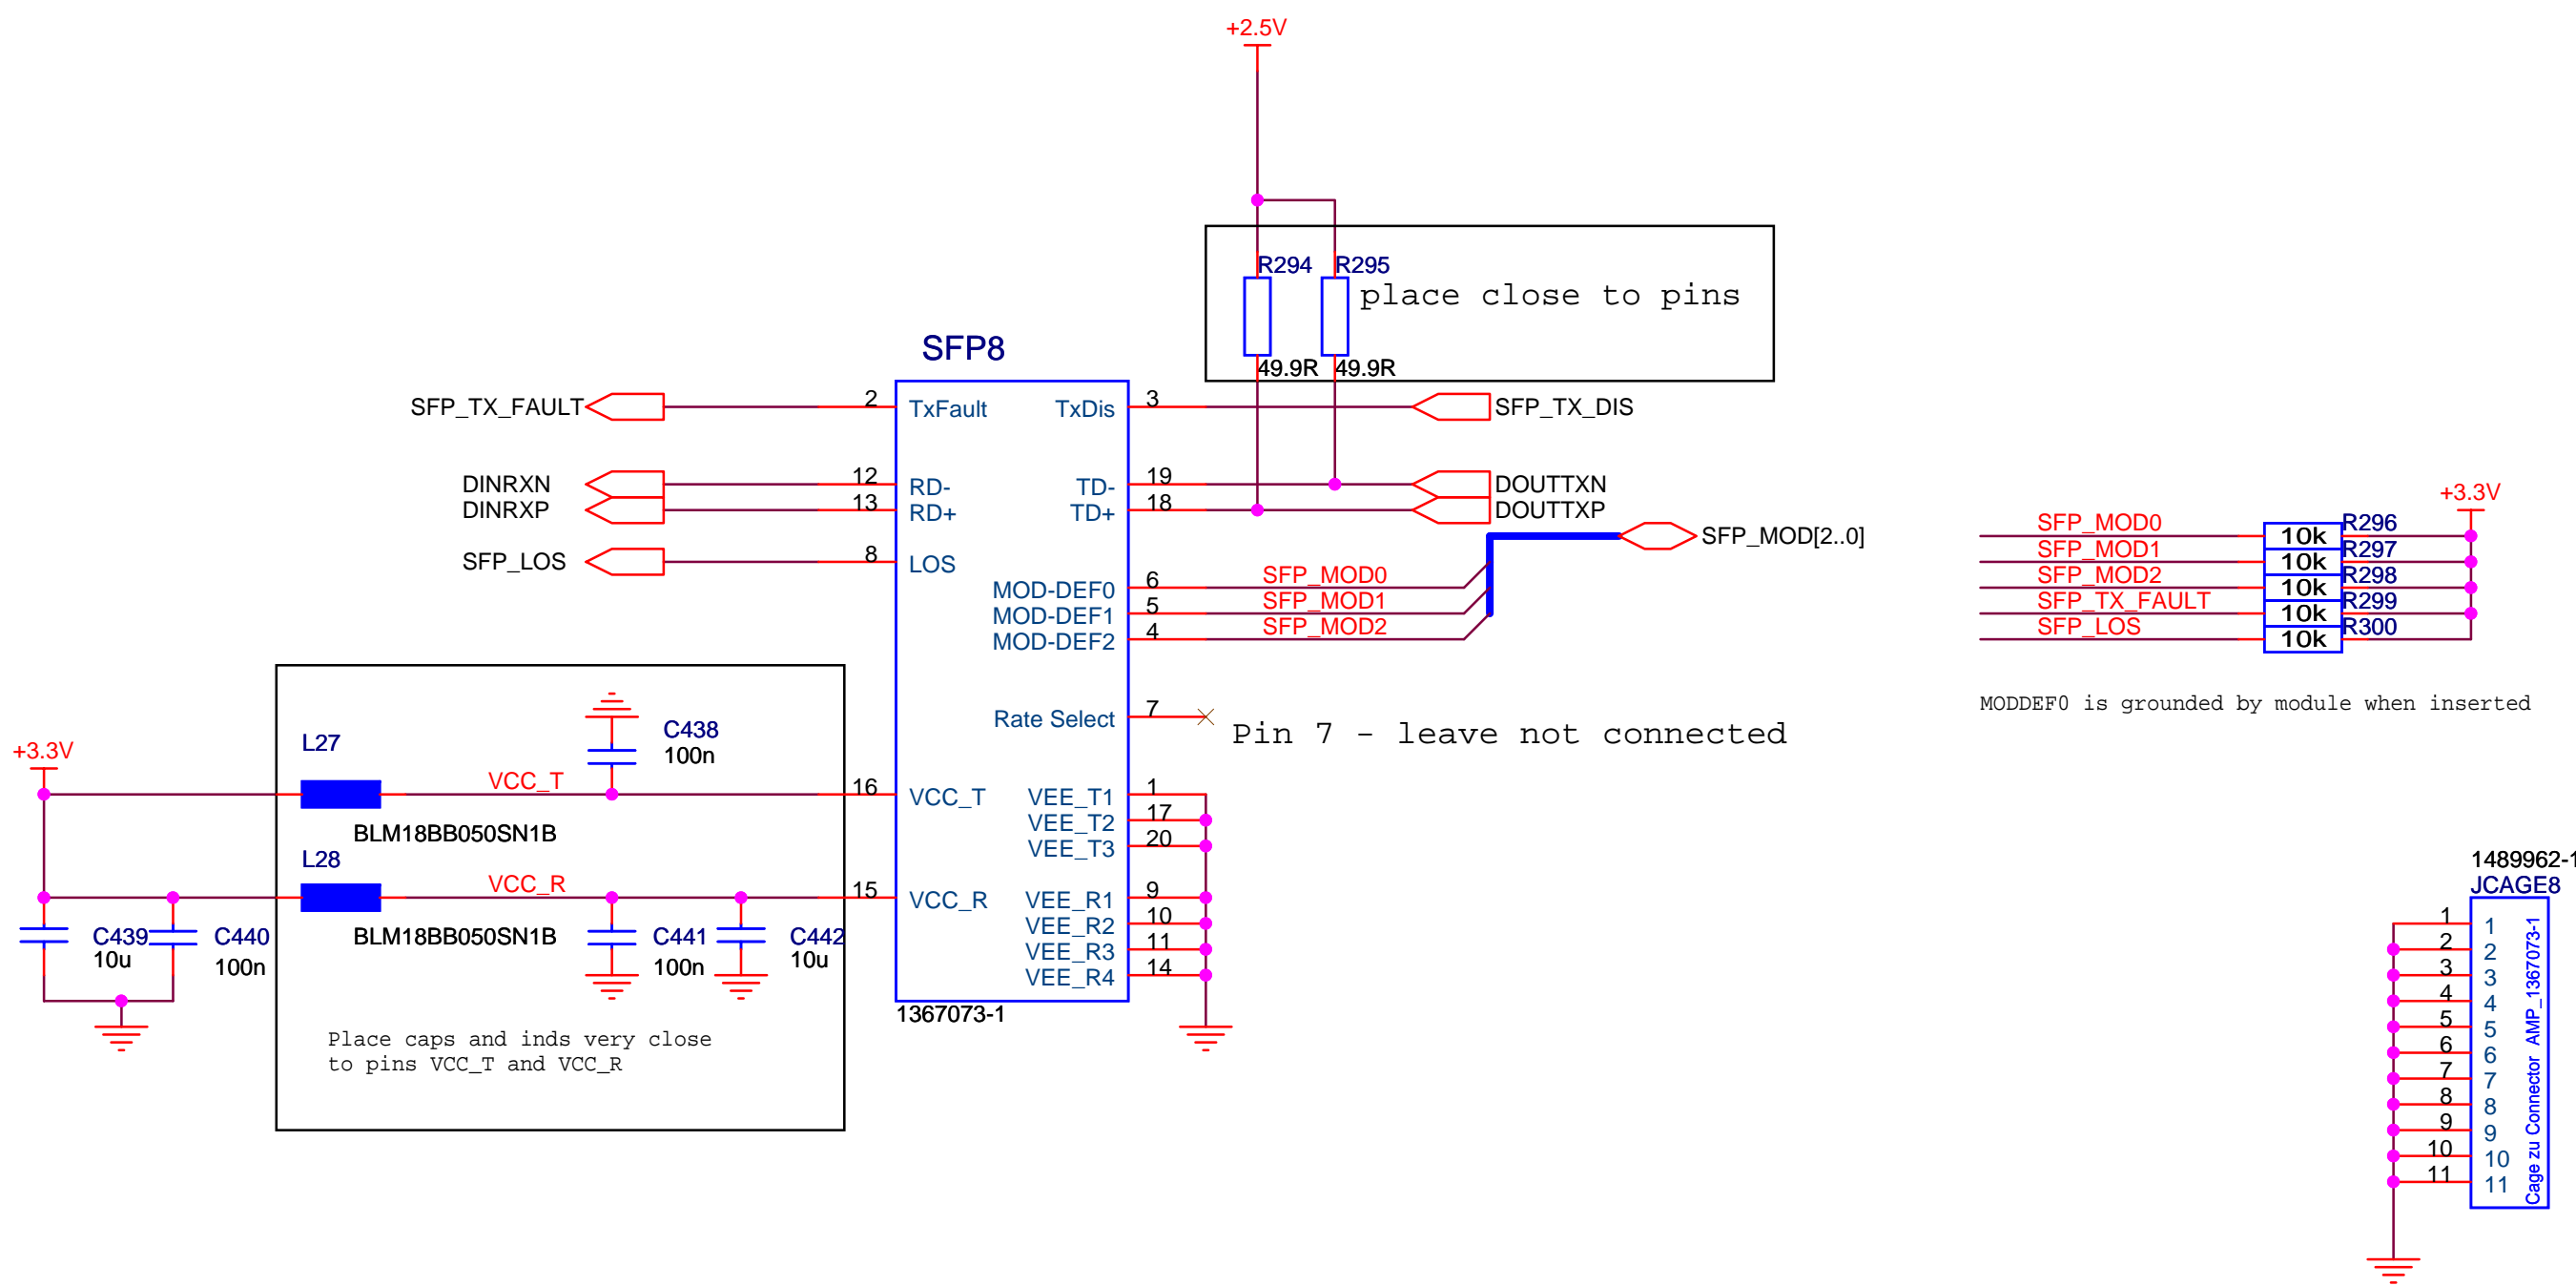 +2.5V
R294
R295
place close to pins
49.9R
49.9R
SFP8
SFP_TX_FAULT
2
TxFault
TxDis
3
SFP_TX_DIS
DINRXN
12
RD-
TD-
19
DOUTTXN
DINRXP
13
RD+
TD+
18
DOUTTXP
SFP_LOS
8
LOS
SFP_MOD[2..0]
MOD-DEF0
6
SFP_MOD0
MOD-DEF1
5
SFP_MOD1
MOD-DEF2
4
SFP_MOD2
Rate Select
7
Pin 7 - leave not connected
+3.3V
L27
VCC_T
C438
100n
16
VCC_T
BLM18BB050SN1B
L28
VCC_R
15
VCC_R
BLM18BB050SN1B
C439
10u
C440
100n
C441
100n
C442
10u
Place caps and inds very close
to pins VCC_T and VCC_R
VEE_T1
1
VEE_T2
17
VEE_T3
20
VEE_R1
9
VEE_R2
10
VEE_R3
11
VEE_R4
14
1367073-1
+3.3V
SFP_MOD0
10k
R296
SFP_MOD1
10k
R297
SFP_MOD2
10k
R298
SFP_TX_FAULT
10k
R299
SFP_LOS
10k
R300
MODDEF0 is grounded by module when inserted
1489962-1
JCAGE8
1
1
2
2
3
3
4
4
5
5
6
6
7
7
8
8
9
9
10
10
11
11
Cage zu Connector AMP_1367073-1